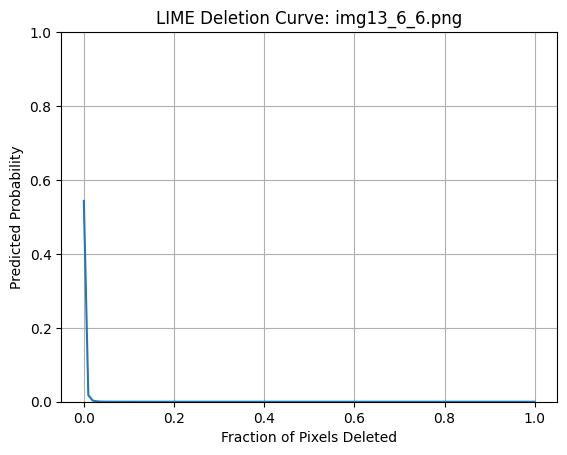 LIME Deletion Curve: img13_6_6.png
1.0
0.8
0.6
0.4
0.2
0.0
Predicted Probability
0.0 0.2 0.4 0.6 0.8 1.0
Fraction of Pixels Deleted